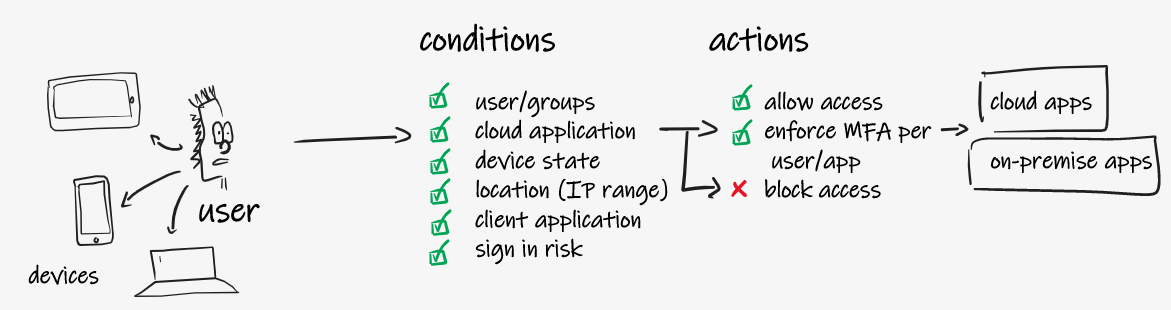 conditions
actions
user/groups
cloud application
device state
location (IP range)
client application
sign in risk
allow access
enforce MFA per
user/app
block access
cloud apps
on-premise apps
user
devices